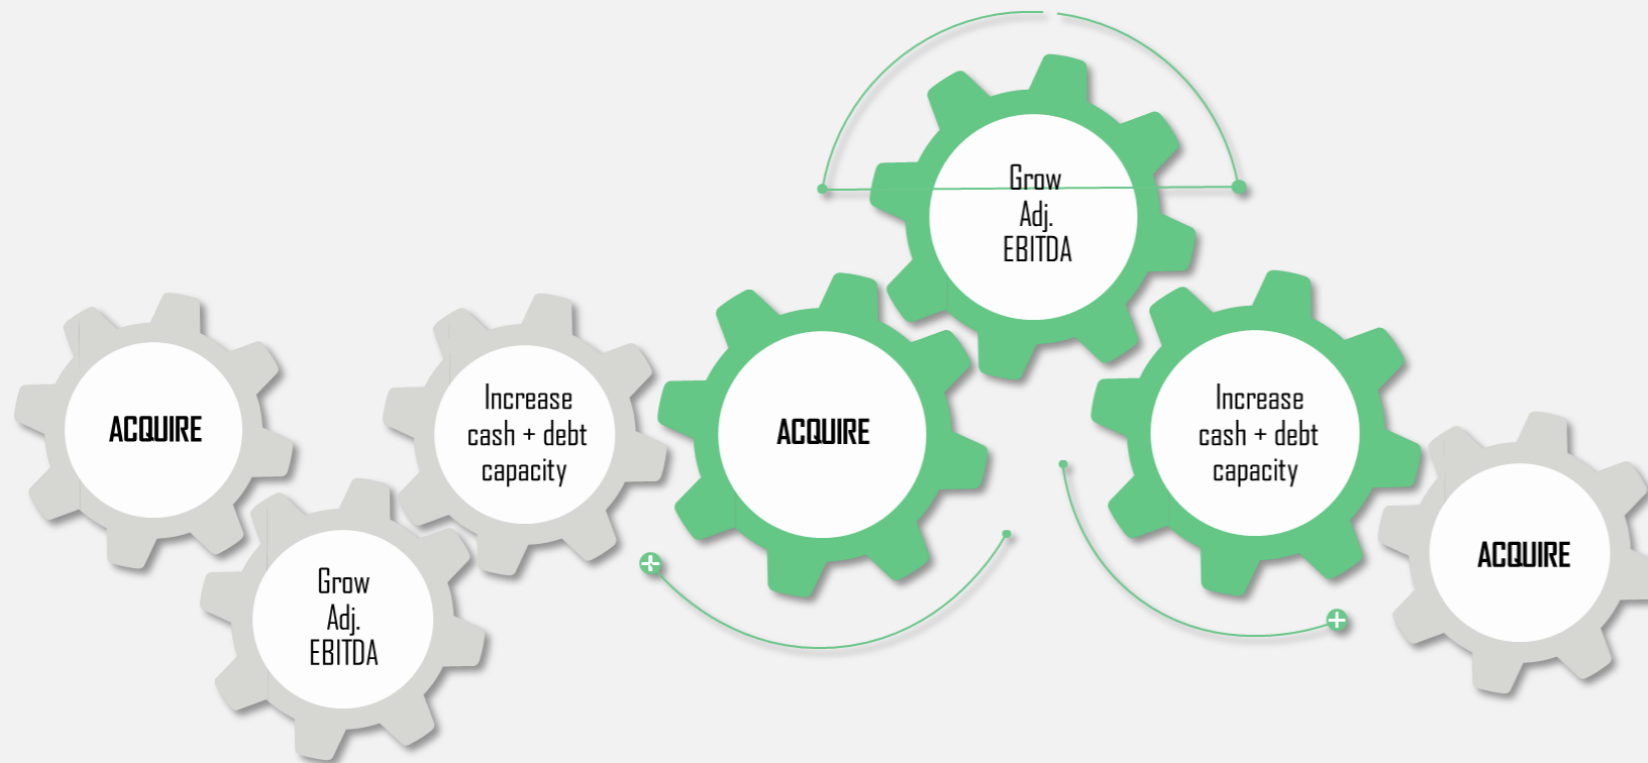 ACQUIRE
Grow
Adj.
EBITDA
Increase
cash + debt
capacity
ACQUIRE
Grow
Adj.
EBITDA
Increase
cash + debt
capacity
ACQUIRE